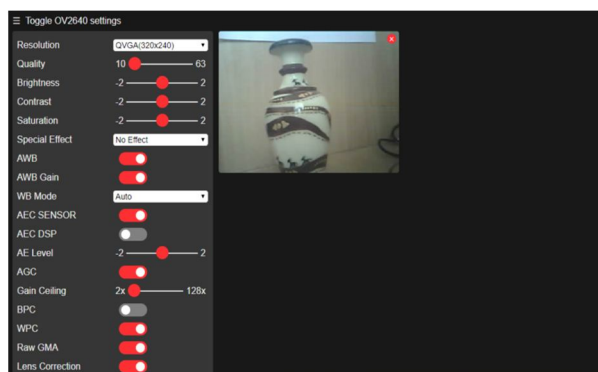 ☰ Toggle OV2640 settings
Resolution QVGA(320x240)
Quality 10 63
Brightness -2 2
Contrast -2 2
Saturation -2 2
Special Effect No Effect
AWB
AWB Gain
WB Mode Auto
AEC SENSOR
AEC DSP
AE Level -2 2
AGC
Gain Ceiling 2x 128x
BPC
WPC
Raw GMA
Lens Correction